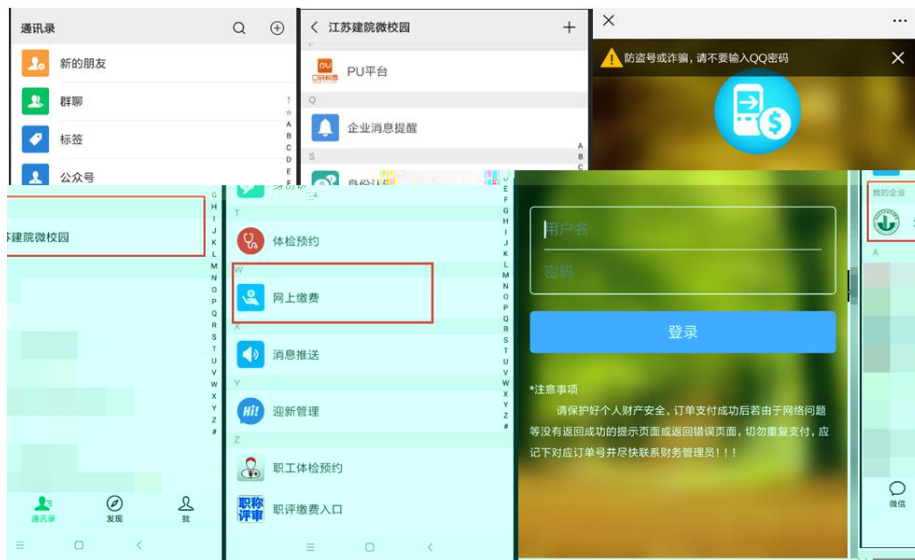 通讯录
新的朋友
群聊
标签
公众号
建院微校园
↑
☆
A
B
C
D
E
G
H
I
J
K
L
M
N
O
P
Q
R
S
T
U
V
W
X
Y
Z
#
通讯录
发现
我
江苏建院微校园
PU平台
Q
企业消息提醒
S
T
体检预约
W
网上缴费
X
消息推送
Y
Hi!
迎新管理
Z
职工体检预约
职称
评审
职评缴费入口
A
B
E
F
G
H
I
J
K
L
M
N
O
P
Q
R
S
T
U
V
W
X
Y
Z
#
防盗号或诈骗，请不要输入QQ密码
用户名
密码
登录
*注意事项
请保护好个人财产安全，订单支付成功后若由于网络问题
等没有返回成功的提示页面或返回错误页面，切勿重复支付，应
记下对应订单号并尽快联系财务管理员！！！
我的企业
A
微信